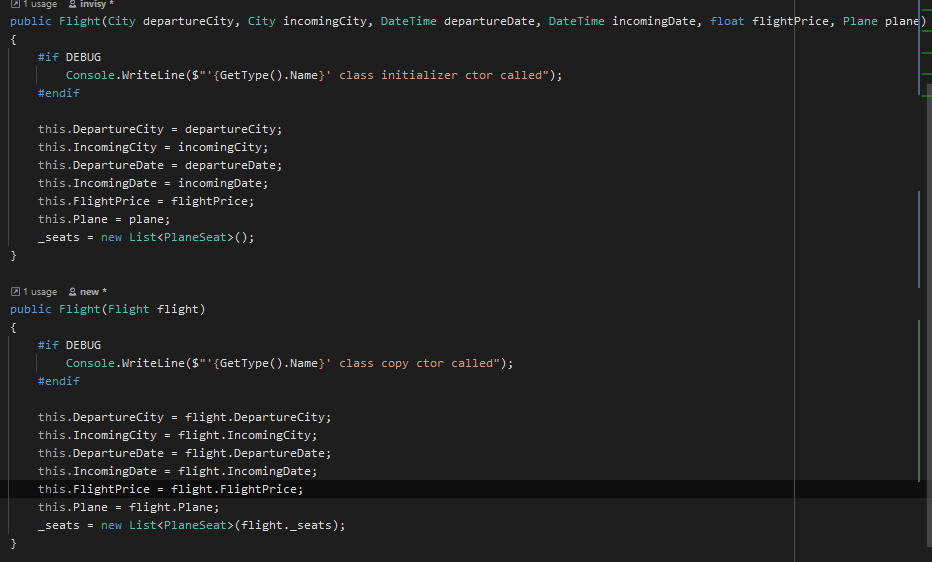 1 usage invisy *
public Flight(City departureCity, City incomingCity, DateTime departureDate, DateTime incomingDate, float flightPrice, Plane plane)
{
#if DEBUG
Console.WriteLine($"'{GetType().Name}' class initializer ctor called");
#endif
this.DepartureCity = departureCity;
this.IncomingCity = incomingCity;
this.DepartureDate = departureDate;
this.IncomingDate = incomingDate;
this.FlightPrice = flightPrice;
this.Plane = plane;
_seats = new List<PlaneSeat>();
}
1 usage new *
public Flight(Flight flight)
{
#if DEBUG
Console.WriteLine($"'{GetType().Name}' class copy ctor called");
#endif
this.DepartureCity = flight.DepartureCity;
this.IncomingCity = flight.IncomingCity;
this.DepartureDate = flight.DepartureDate;
this.IncomingDate = flight.IncomingDate;
this.FlightPrice = flight.FlightPrice;
this.Plane = flight.Plane;
_seats = new List<PlaneSeat>(flight._seats);
}